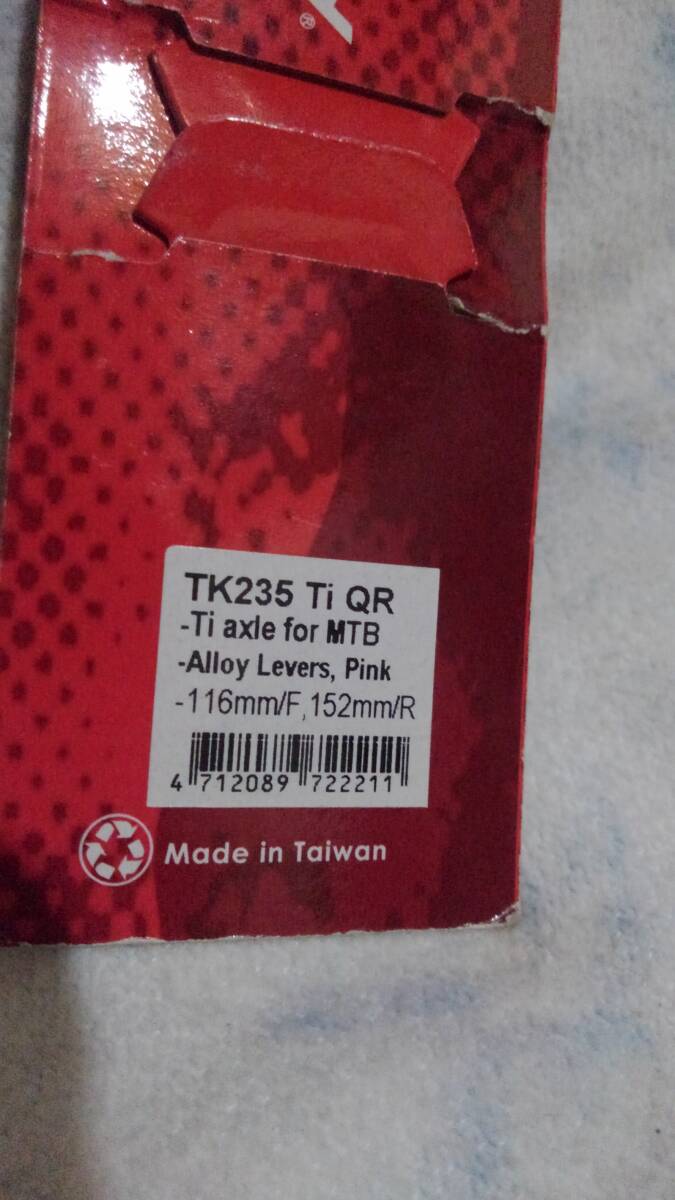 ®
TK235 Ti QR
-Ti axle for MTB
-Alloy Levers, Pink
-116mm/F,152mm/R
4 712089 722211
Made in Taiwan